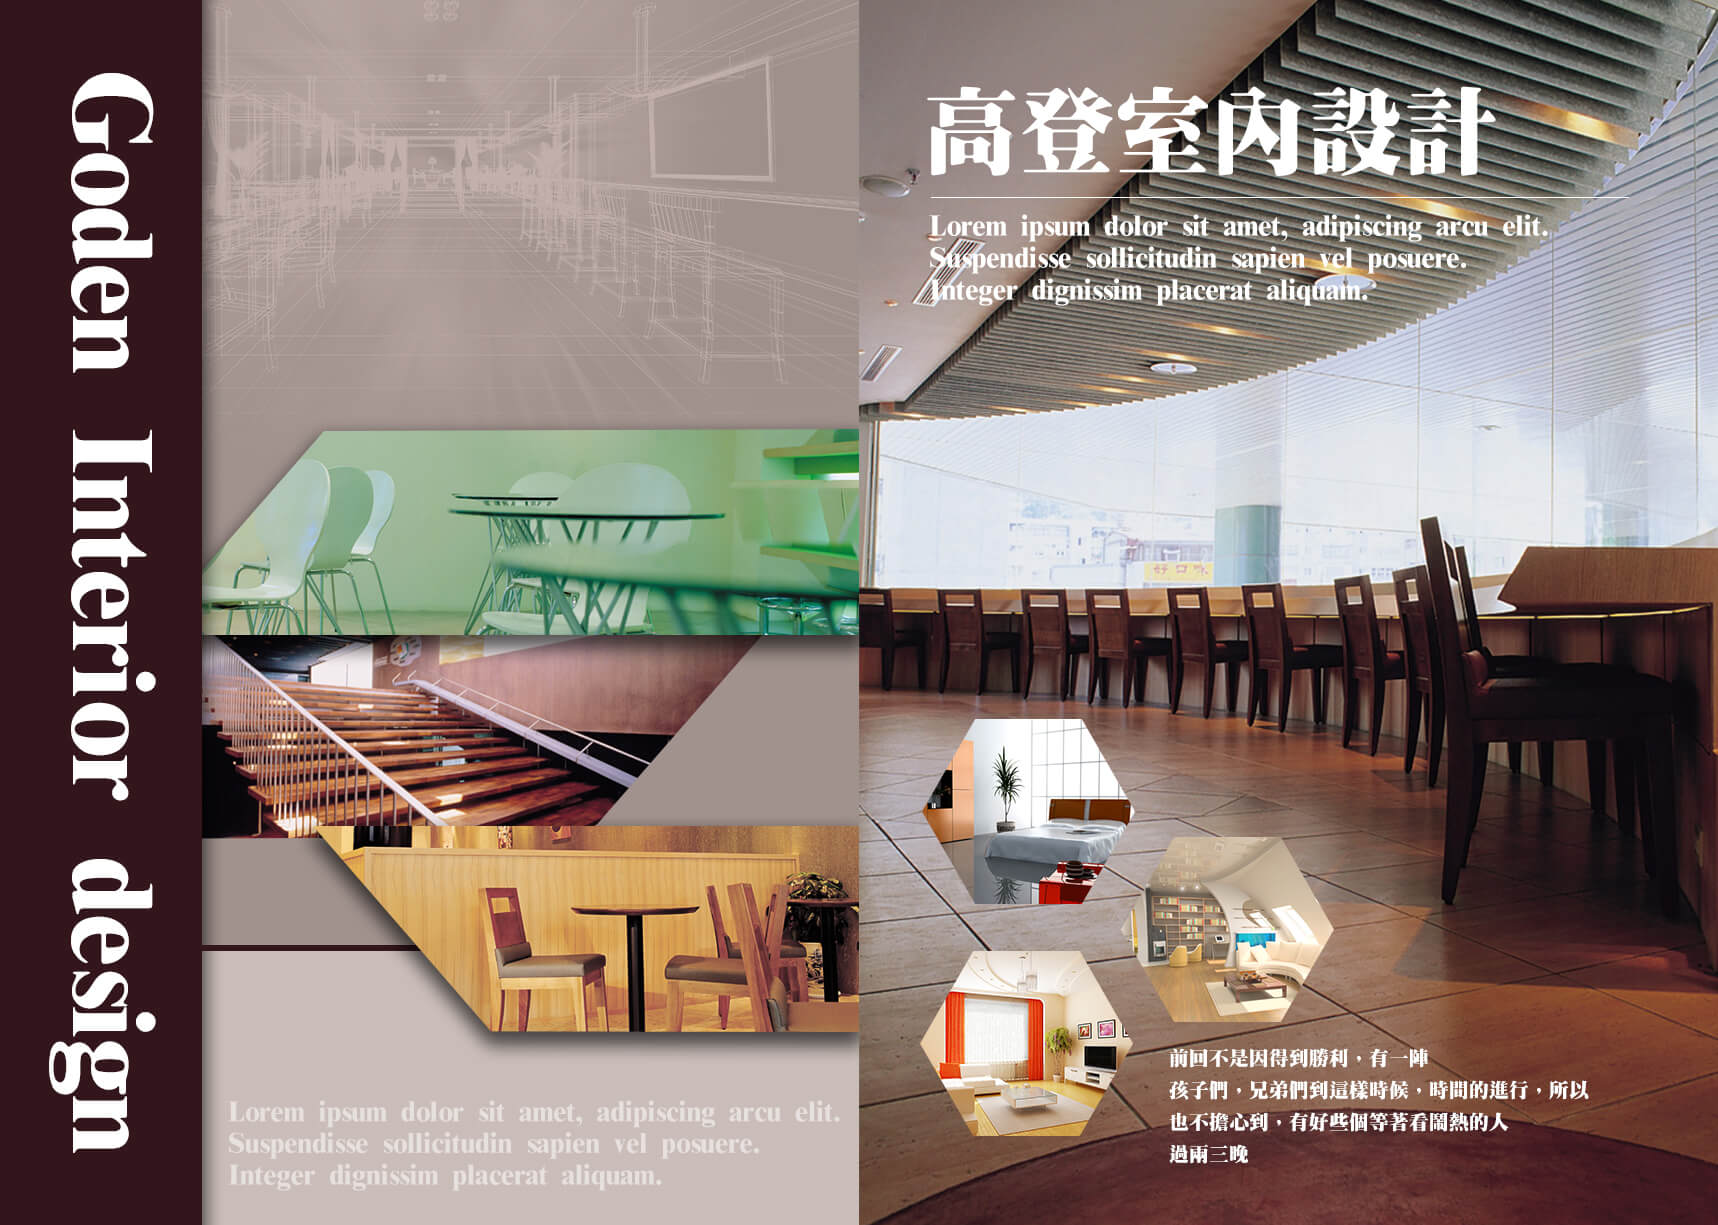 Goden Interior design
Lorem ipsum dolor sit amet, adipiscing arcu elit.
Suspendisse sollicitudin sapien vel posuere.
Integer dignissim placerat aliquam.
高登室內設計
Lorem ipsum dolor sit amet, adipiscing arcu elit.
Suspendisse sollicitudin sapien vel posuere.
Integer dignissim placerat aliquam.
好口味
前回不是因得到勝利，有一陣
孩子們，兄弟們到這樣時候，時間的進行，所以
也不擔心到，有好些個等著看鬧熱的人
過兩三晚